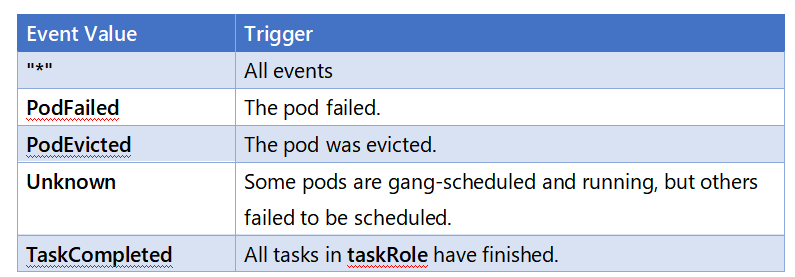 Event Value Trigger
"*" All events
PodFailed The pod failed.
PodEvicted The pod was evicted.
Unknown Some pods are gang-scheduled and running, but others
failed to be scheduled.
TaskCompleted All tasks in taskRole have finished.